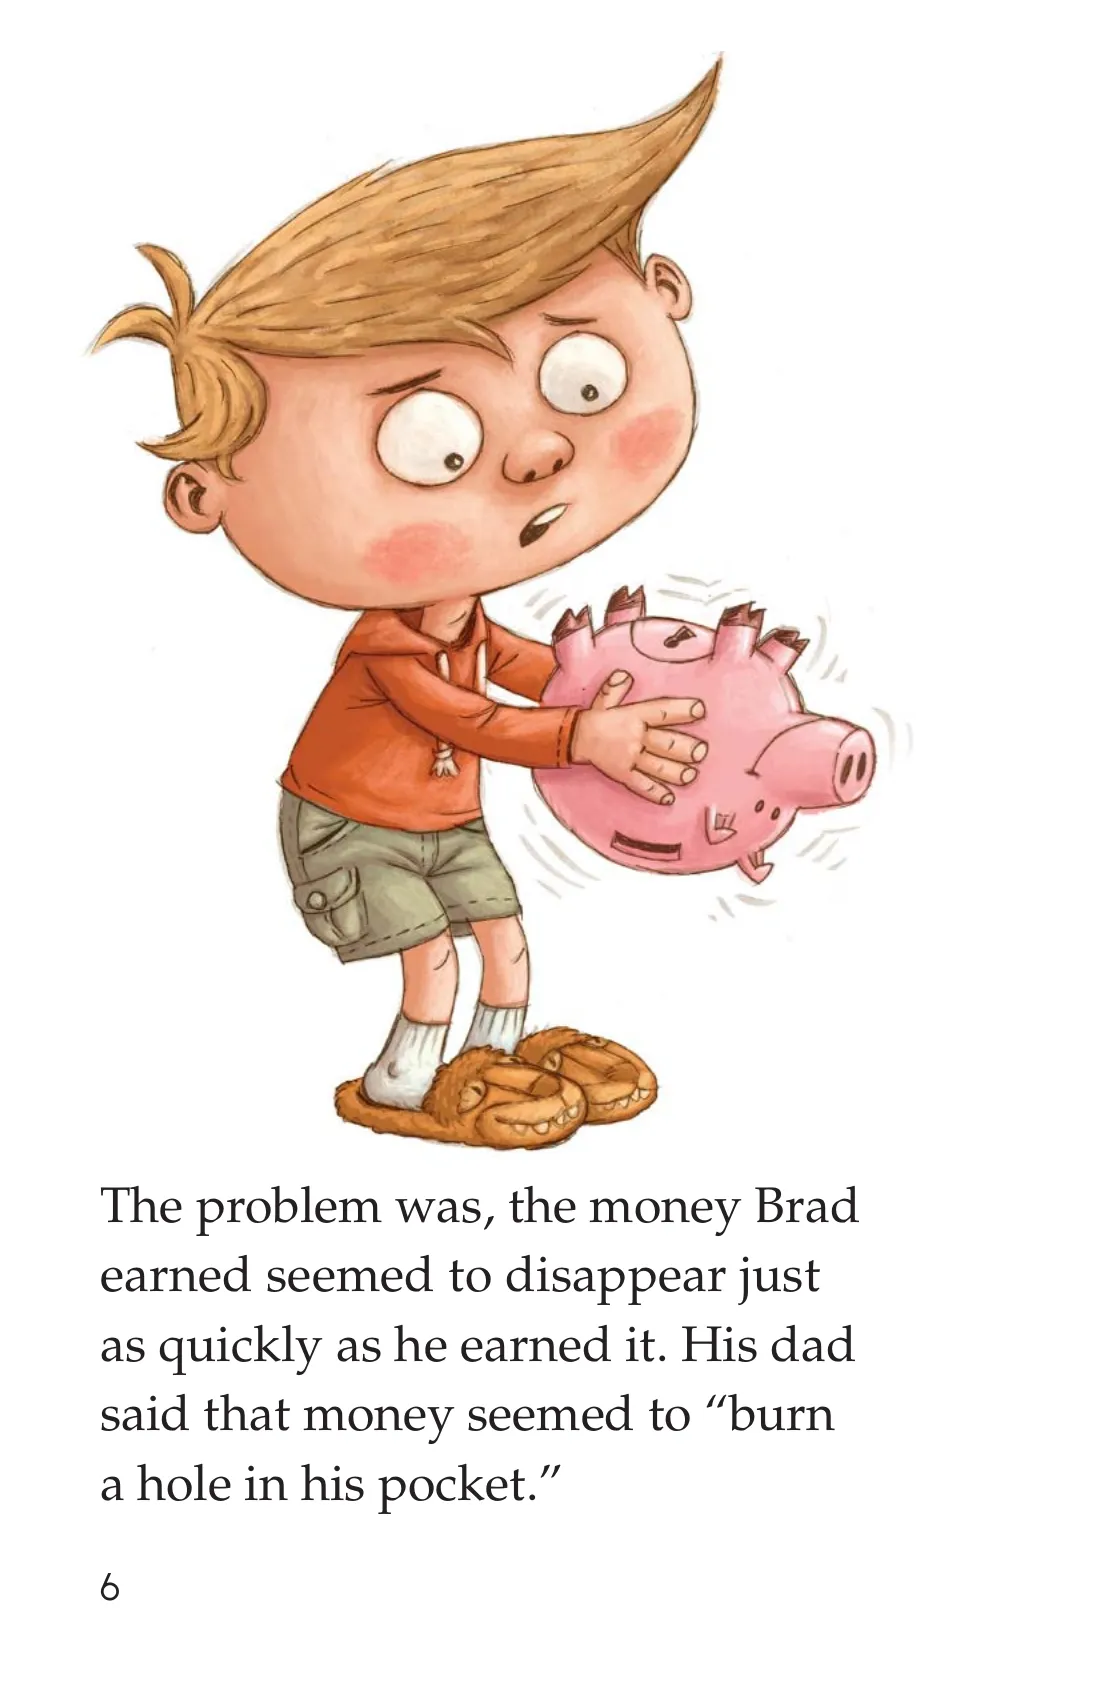 The problem was, the money Brad
earned seemed to disappear just
as quickly as he earned it. His dad
said that money seemed to “burn
a hole in his pocket.”
6